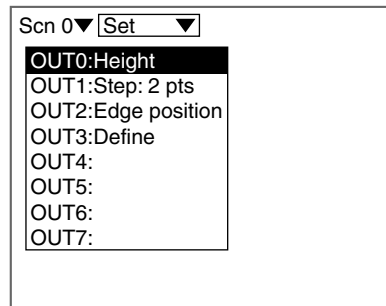 Scn 0▼ Set ▼
OUT0:Height
OUT1:Step: 2 pts
OUT2:Edge position
OUT3:Define
OUT4:
OUT5:
OUT6:
OUT7: